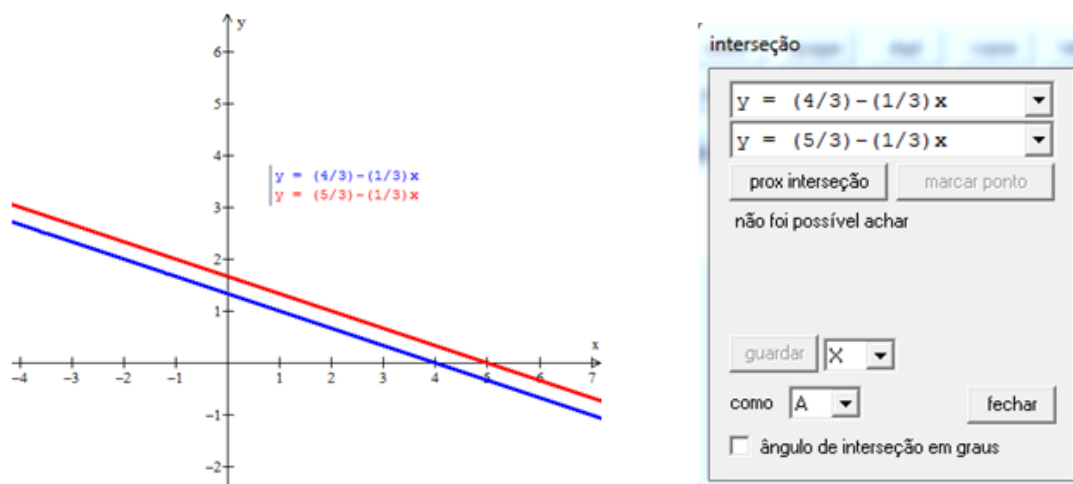 y
6
5
4
y = (4/3)-(1/3)x
y = (5/3)-(1/3)x
3
2
1
x
-4 -3 -2 -1 1 2 3 4 5 6 7
-1
-2
interseção
y = (4/3)-(1/3)x
y = (5/3)-(1/3)x
prox interseção marcar ponto
não foi possível achar
guardar X
como A fechar
ângulo de interseção em graus